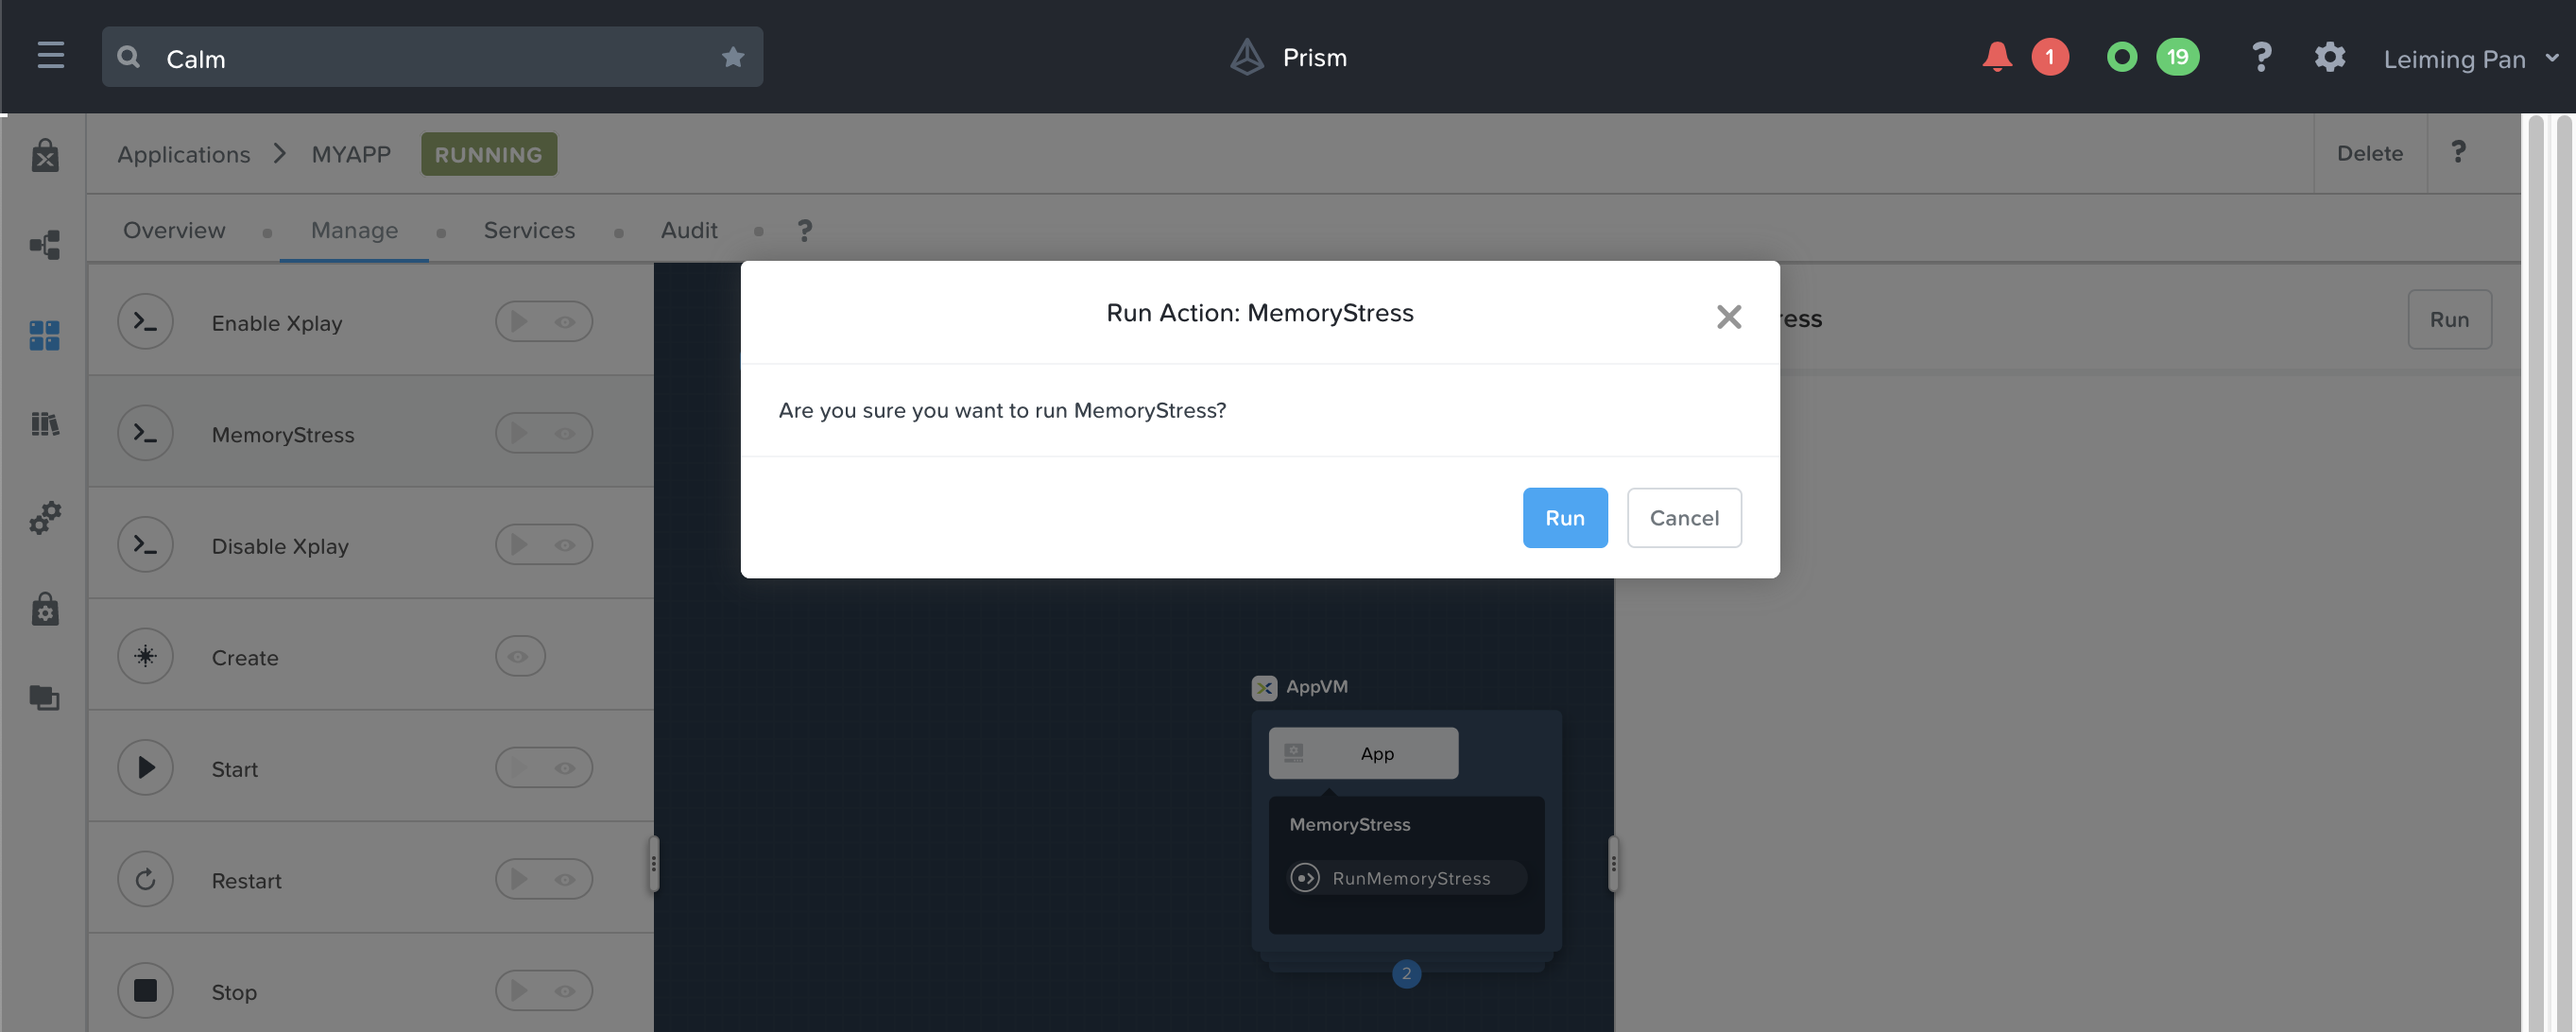 Calm
Prism
1
19
?
Leiming Pan
Applications
MYAPP
RUNNING
Delete
?
Overview
Manage
Services
Audit
?
Run Action: MemoryStress
ress
Run
Are you sure you want to run MemoryStress?
Run
Cancel
Enable Xplay
MemoryStress
Disable Xplay
Create
Start
Restart
Stop
AppVM
App
MemoryStress
RunMemoryStress
2